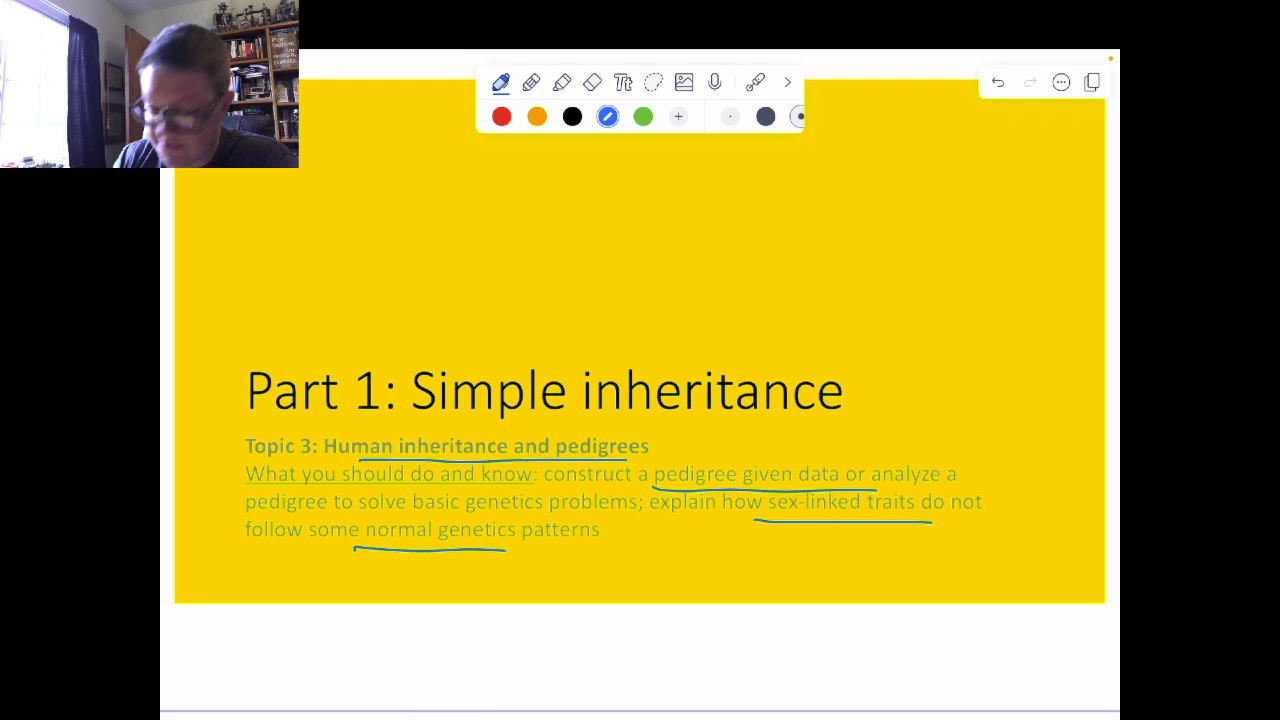 Tt
Part 1: Simple inheritance
Topic 3: Human inheritance and pedigrees
What you should do and know: construct a pedigree given data or analyze a
pedigree to solve basic genetics problems; explain how sex-linked traits do not
follow some normal genetics patterns